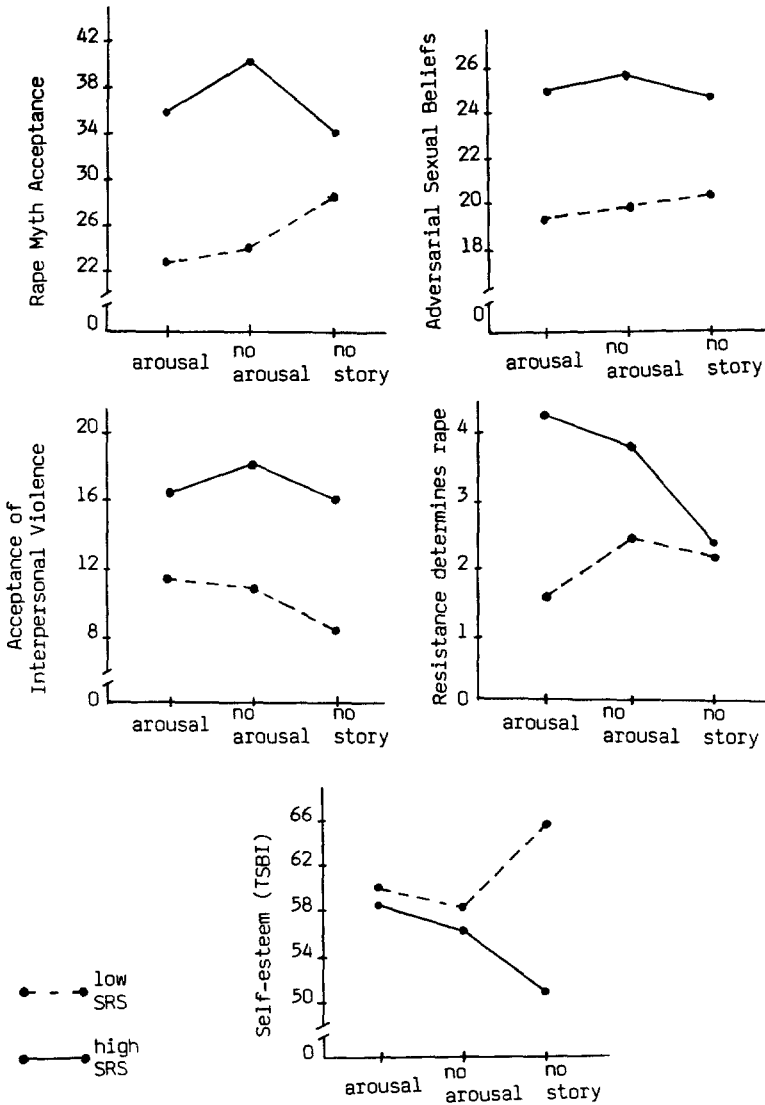 Rape Myth Acceptance
42
38
34
30
26
22
0
arousal
no
arousal
no
story
Adversarial Sexual Beliefs
26
24
22
20
18
0
arousal
no
arousal
no
story
Acceptance of
Interpersonal Violence
20
16
12
8
0
arousal
no
arousal
no
story
Resistance determines rape
4
3
2
1
0
arousal
no
arousal
no
story
Self-esteem (TSBI)
66
62
58
54
50
0
arousal
no
arousal
no
story
low
SRS
high
SRS